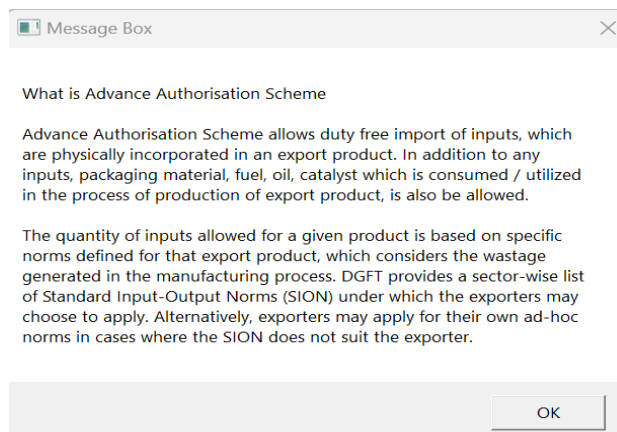 Message Box
What is Advance Authorisation Scheme
Advance Authorisation Scheme allows duty free import of inputs, which
are physically incorporated in an export product. In addition to any
inputs, packaging material, fuel, oil, catalyst which is consumed / utilized
in the process of production of export product, is also be allowed.
The quantity of inputs allowed for a given product is based on specific
norms defined for that export product, which considers the wastage
generated in the manufacturing process. DGFT provides a sector-wise list
of Standard Input-Output Norms (SION) under which the exporters may
choose to apply. Alternatively, exporters may apply for their own ad-hoc
norms in cases where the SION does not suit the exporter.
OK